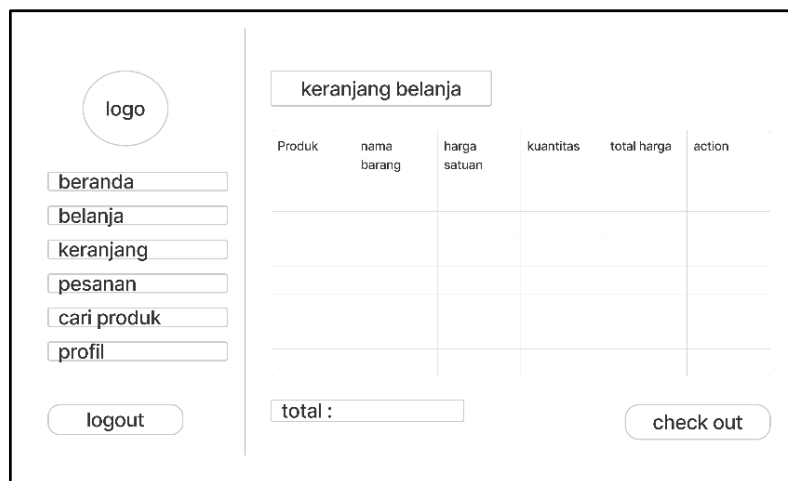 logo
beranda
belanja
keranjang
pesanan
cari produk
profil
logout
keranjang belanja
Produk
nama
barang
harga
satuan
kuantitas
total harga
action
total :
check out